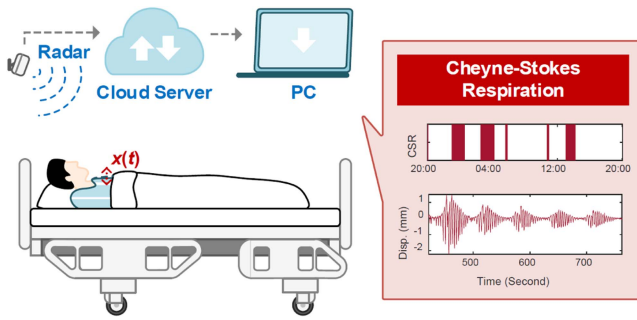 Radar
Cloud Server
PC
x(t)
Cheyne-Stokes
Respiration
CSR
20:00 04:00 12:00 20:00
Disp. (mm)
1
0
-1
-2
500 600 700
Time (Second)